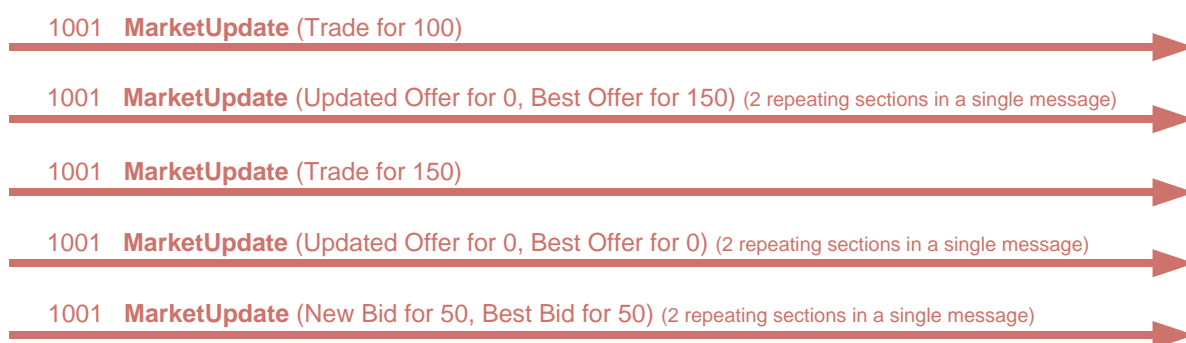 1001 MarketUpdate (Trade for 100)
1001 MarketUpdate (Updated Offer for 0, Best Offer for 150) (2 repeating sections in a single message)
1001 MarketUpdate (Trade for 150)
1001 MarketUpdate (Updated Offer for 0, Best Offer for 0) (2 repeating sections in a single message)
1001 MarketUpdate (New Bid for 50, Best Bid for 50) (2 repeating sections in a single message)